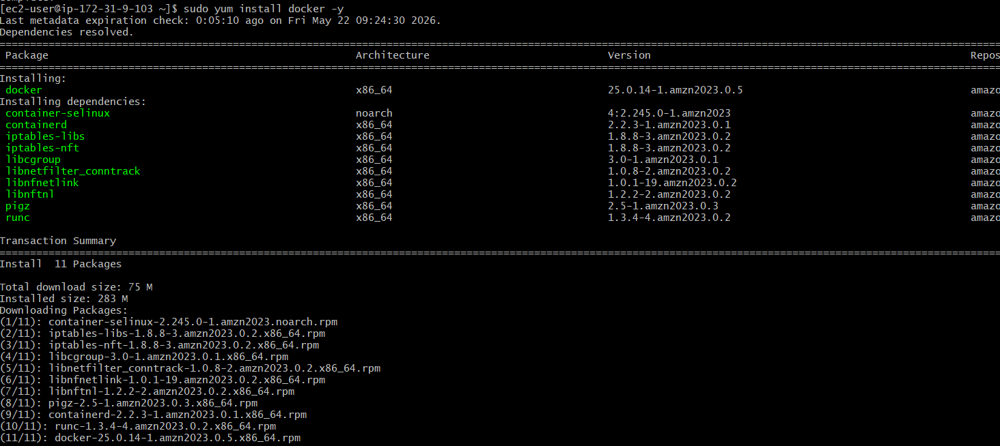 [ec2-user@ip-172-31-9-103 ~]$ sudo yum install docker -y
Last metadata expiration check: 0:05:10 ago on Fri May 22 09:24:30 2026.
Dependencies resolved.
Package Architecture Version Repos
Installing:
docker x86_64 25.0.14-1.amzn2023.0.5 amazo
Installing dependencies:
container-selinux noarch 4:2.245.0-1.amzn2023 amazo
containerd x86_64 2.2.3-1.amzn2023.0.1 amazo
iptables-libs x86_64 1.8.8-3.amzn2023.0.2 amazo
iptables-nft x86_64 1.8.8-3.amzn2023.0.2 amazo
libcgroup x86_64 3.0-1.amzn2023.0.1 amazo
libnetfilter_conntrack x86_64 1.0.8-2.amzn2023.0.2 amazo
libnfnetlink x86_64 1.0.1-19.amzn2023.0.2 amazo
libnftnl x86_64 1.2.2-2.amzn2023.0.2 amazo
pigz x86_64 2.5-1.amzn2023.0.3 amazo
runc x86_64 1.3.4-4.amzn2023.0.2 amazo
Transaction Summary
Install 11 Packages
Total download size: 75 M
Installed size: 283 M
Downloading Packages:
(1/11): container-selinux-2.245.0-1.amzn2023.noarch.rpm
(2/11): iptables-libs-1.8.8-3.amzn2023.0.2.x86_64.rpm
(3/11): iptables-nft-1.8.8-3.amzn2023.0.2.x86_64.rpm
(4/11): libcgroup-3.0-1.amzn2023.0.1.x86_64.rpm
(5/11): libnetfilter_conntrack-1.0.8-2.amzn2023.0.2.x86_64.rpm
(6/11): libnfnetlink-1.0.1-19.amzn2023.0.2.x86_64.rpm
(7/11): libnftnl-1.2.2-2.amzn2023.0.2.x86_64.rpm
(8/11): pigz-2.5-1.amzn2023.0.3.x86_64.rpm
(9/11): containerd-2.2.3-1.amzn2023.0.1.x86_64.rpm
(10/11): runc-1.3.4-4.amzn2023.0.2.x86_64.rpm
(11/11): docker-25.0.14-1.amzn2023.0.5.x86_64.rpm